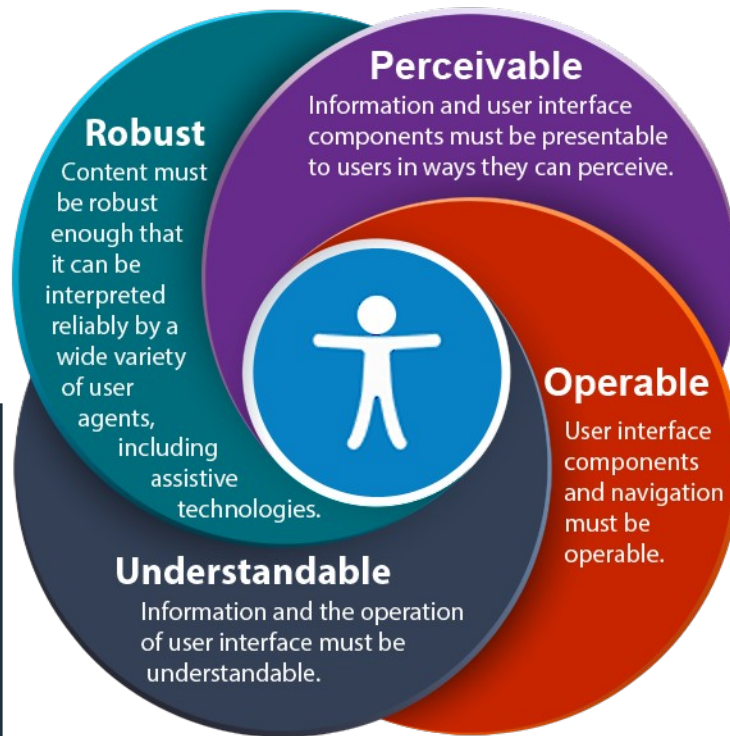 Perceivable
Information and user interface
components must be presentable
to users in ways they can perceive.
Operable
User interface
components
and navigation
must be
operable.
Understandable
Information and the operation
of user interface must be
understandable.
Robust
Content must
be robust
enough that
it can be
interpreted
reliably by a
wide variety
of user
agents,
including
assistive
technologies.